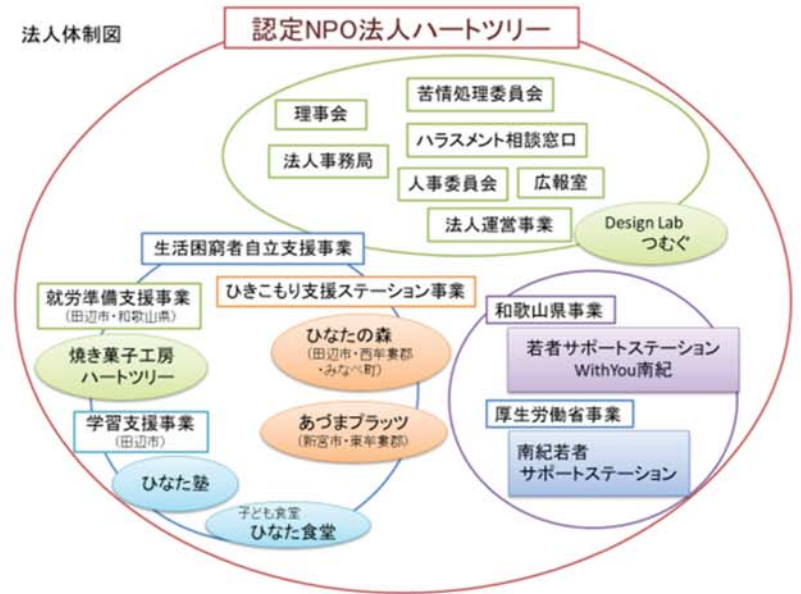 法人体制図
認定NPO法人ハートツリー
理事会
苦情処理委員会
法人事務局
ハラスメント相談窓口
人事委員会
広報室
法人運営事業
Design Lab
つむぐ
生活困窮者自立支援事業
就労準備支援事業
(田辺市・和歌山県)
焼き菓子工房
ハートツリー
学習支援事業
(田辺市)
ひなた塾
子ども食堂
ひなた食堂
ひきこもり支援ステーション事業
ひなたの森
(田辺市・西牟婁郡
・みなべ町)
あづまプラッツ
(新宮市・東牟婁郡)
和歌山県事業
若者サポートステーション
WithYou南紀
厚生労働省事業
南紀若者
サポートステーション